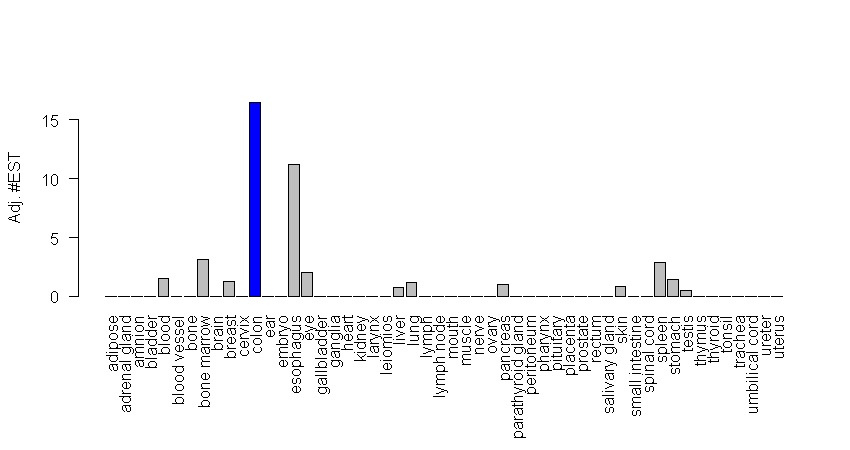 Adj. #EST
15
10
5
0
adipose
adrenal gland
amnion
bladder
blood
blood vessel
bone
bone marrow
brain
breast
cervix
colon
ear
embryo
esophagus
eye
gallbladder
ganglia
heart
kidney
larynx
leiomios
liver
lung
lymph
lymph node
mouth
muscle
nerve
ovary
pancreas
parathyroid gland
peritoneum
pharynx
pituitary
placenta
prostate
rectum
salivary gland
skin
small intestine
spinal cord
spleen
stomach
testis
thymus
thyroid
tonsil
trachea
umbilical cord
ureter
uterus